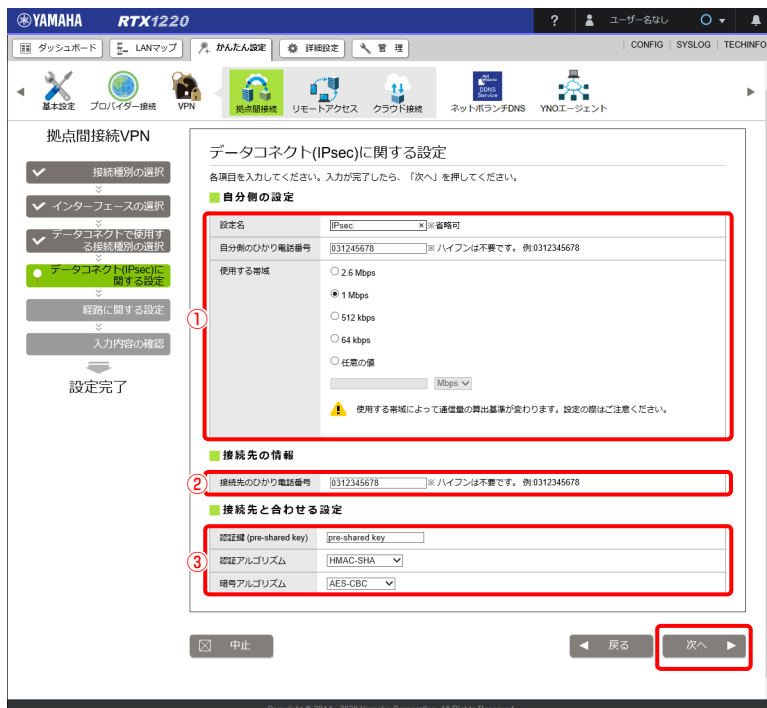 YAMAHA RTX1220 ? ユーザー名なし
ダッシュボード LANマップ かんたん設定 詳細設定 管 理 CONFIG SYSLOG TECHINFO
基本設定 プロバイダー接続 VPN 拠点間接続 リモートアクセス クラウド接続 DDNS Service ネットボランチDNS YNOエージェント
拠点間接続VPN
接続種別の選択
インターフェースの選択
データコネクトで使用す
る接続種別の選択
データコネクト(IPsec)に
関する設定
経路に関する設定
入力内容の確認
設定完了
データコネクト(IPsec)に関する設定
各項目を入力してください。入力が完了したら、「次へ」を押してください。
自分側の設定
①
設定名 IPsec ×※省略可
自分側のひかり電話番号 031245678 ※ ハイフンは不要です。 例:0312345678
使用する帯域 2.6 Mbps
1 Mbps
512 kbps
64 kbps
任意の値
Mbps
使用する帯域によって通信量の算出基準が変わります。設定の際はご注意ください。
接続先の情報
②
接続先のひかり電話番号 0312345678 ※ ハイフンは不要です。 例:0312345678
接続先と合わせる設定
③
認証鍵 (pre-shared key) pre-shared key
認証アルゴリズム HMAC-SHA
暗号アルゴリズム AES-CBC
中止 戻る 次へ
Copyright © 2014 - 2020 Yamaha Corporation. All Rights Reserved.